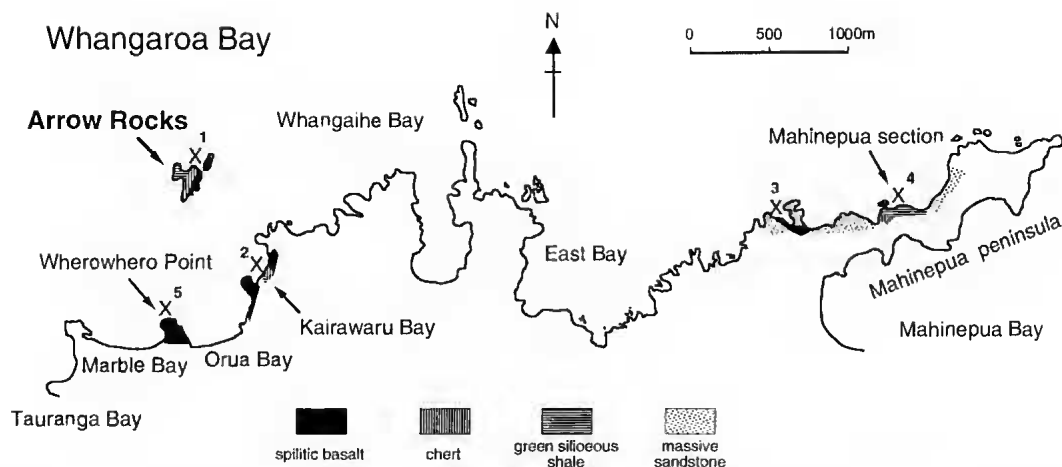 Whangaroa Bay
N
0 500 1000m
Arrow Rocks
1
Whangaihe Bay
Mahinepua section
4
3
Wherowhero Point
2
5
East Bay
Mahinepua peninsula
Kairawaru Bay
Mahinepua Bay
Marble Bay
Orua Bay
Tauranga Bay
spilitic basalt
chert
green silioeous
shale
massive
sandstone